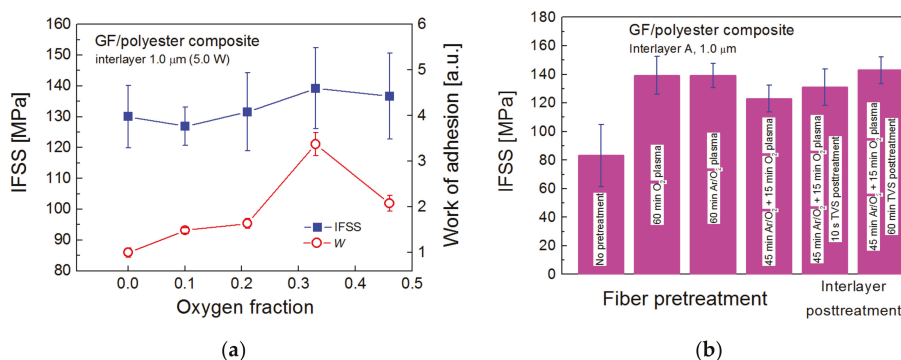 GF/polyester composite
interlayer 1.0 μm (5.0 W)
IFSS [MPa]
160
150
140
130
120
110
100
90
80
Work of adhesion [a.u.]
6
5
4
3
2
1
IFSS
W
0.0 0.1 0.2 0.3 0.4 0.5
Oxygen fraction
(a)
GF/polyester composite
Interlayer A, 1.0 μm
IFSS [MPa]
180
160
140
120
100
80
60
40
20
0
No pretreatment
60 min O₂ plasma
60 min Ar/O₂ plasma
45 min Ar/O₂ + 15 min O₂ plasma
45 min Ar/O₂ + 15 min O₂ plasma
10 s TVS posttreatment
45 min Ar/O₂ + 15 min O₂ plasma
60 min TVS posttreatment
Fiber pretreatment
Interlayer
posttreatment
(b)